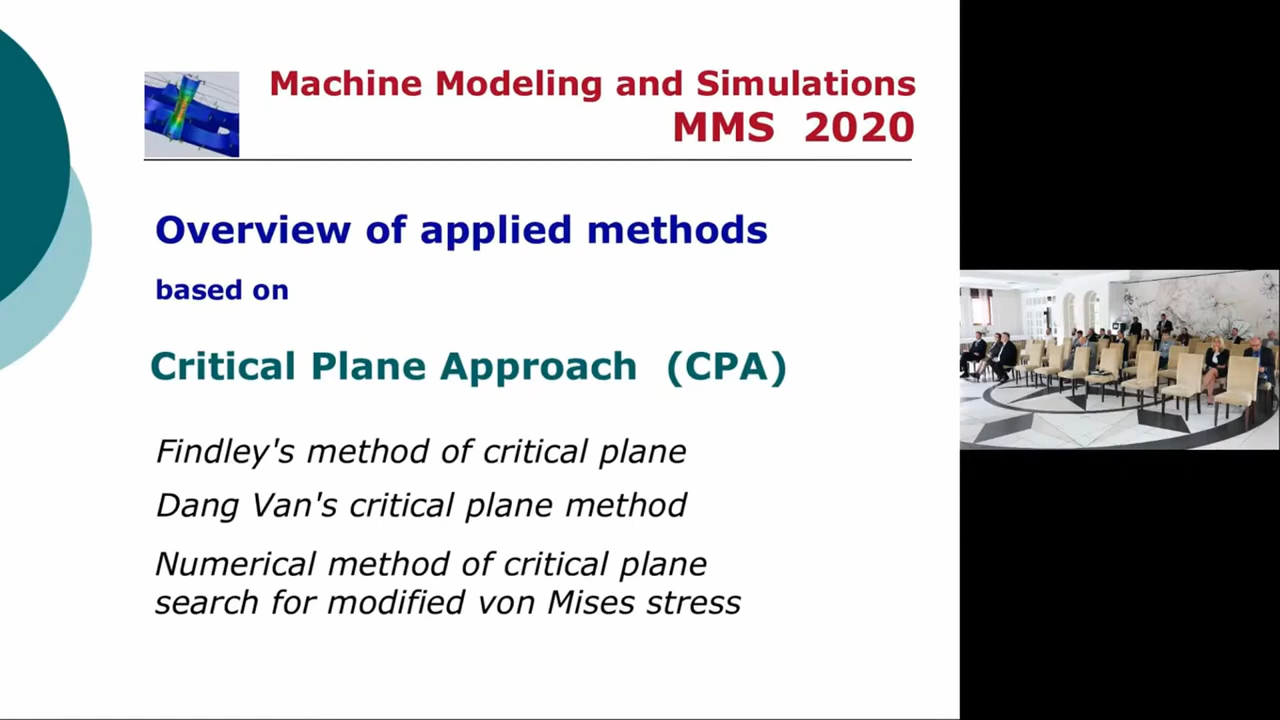 Machine Modeling and Simulations
MMS 2020
Overview of applied methods
based on
Critical Plane Approach (CPA)
Findley's method of critical plane
Dang Van's critical plane method
Numerical method of critical plane
search for modified von Mises stress